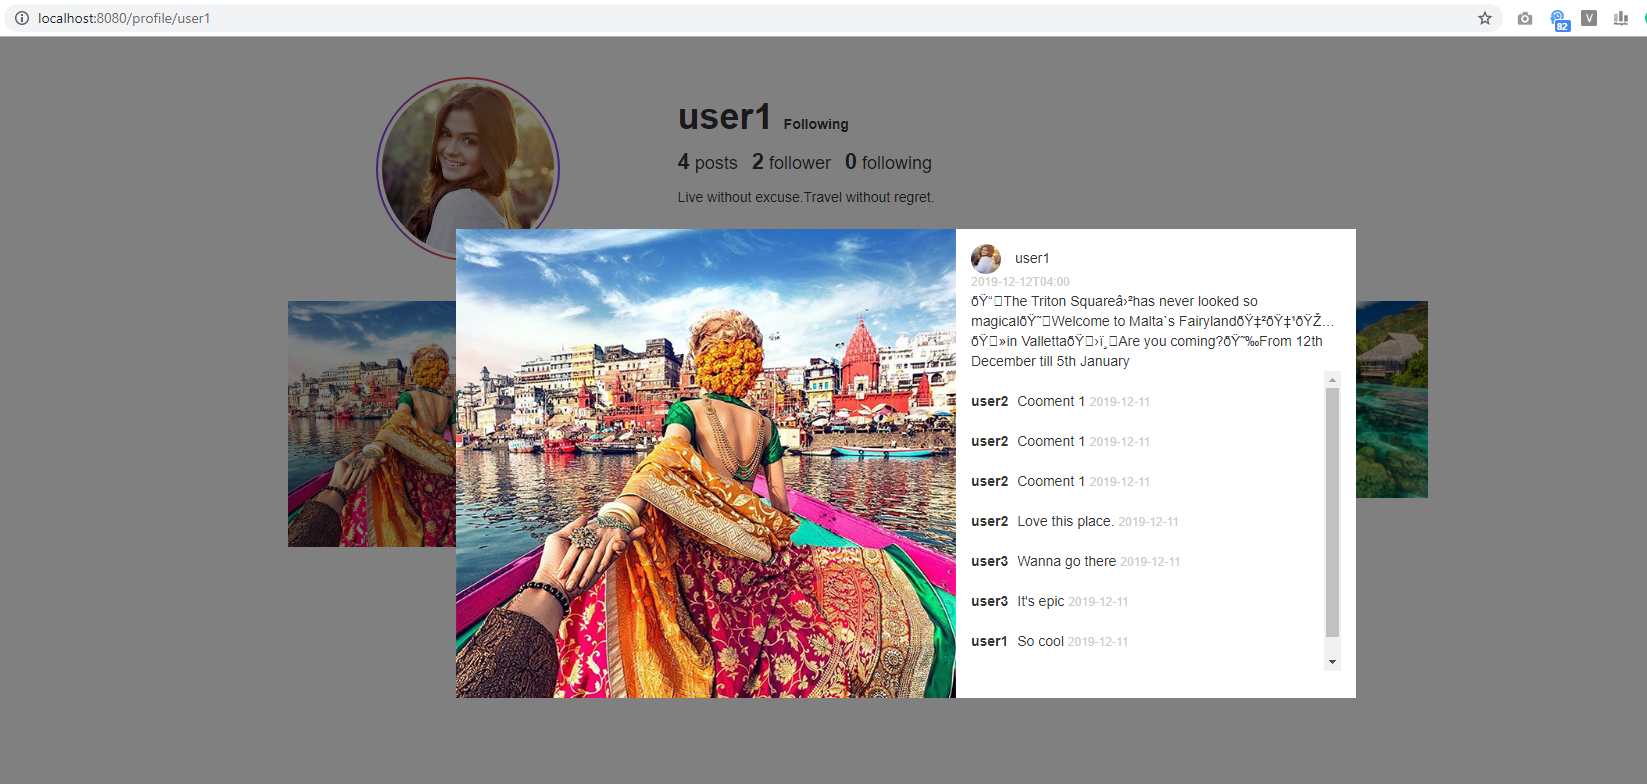 localhost:8080/profile/user1
82
V
user1 Following
4 posts 2 follower 0 following
Live without excuse.Travel without regret.
user1
2019-12-12T04:00
ðŸ“�The Triton Squareâ›²has never looked so
magicalðŸ˜�Welcome to Malta`s FairylandðŸ‡²ðŸ‡¹ðŸŽ…
ðŸ�»in VallettaðŸ�›ï¸�Are you coming?ðŸ˜‰From 12th
December till 5th January
user2 Cooment 1 2019-12-11
user2 Cooment 1 2019-12-11
user2 Cooment 1 2019-12-11
user2 Love this place. 2019-12-11
user3 Wanna go there 2019-12-11
user3 It's epic 2019-12-11
user1 So cool 2019-12-11